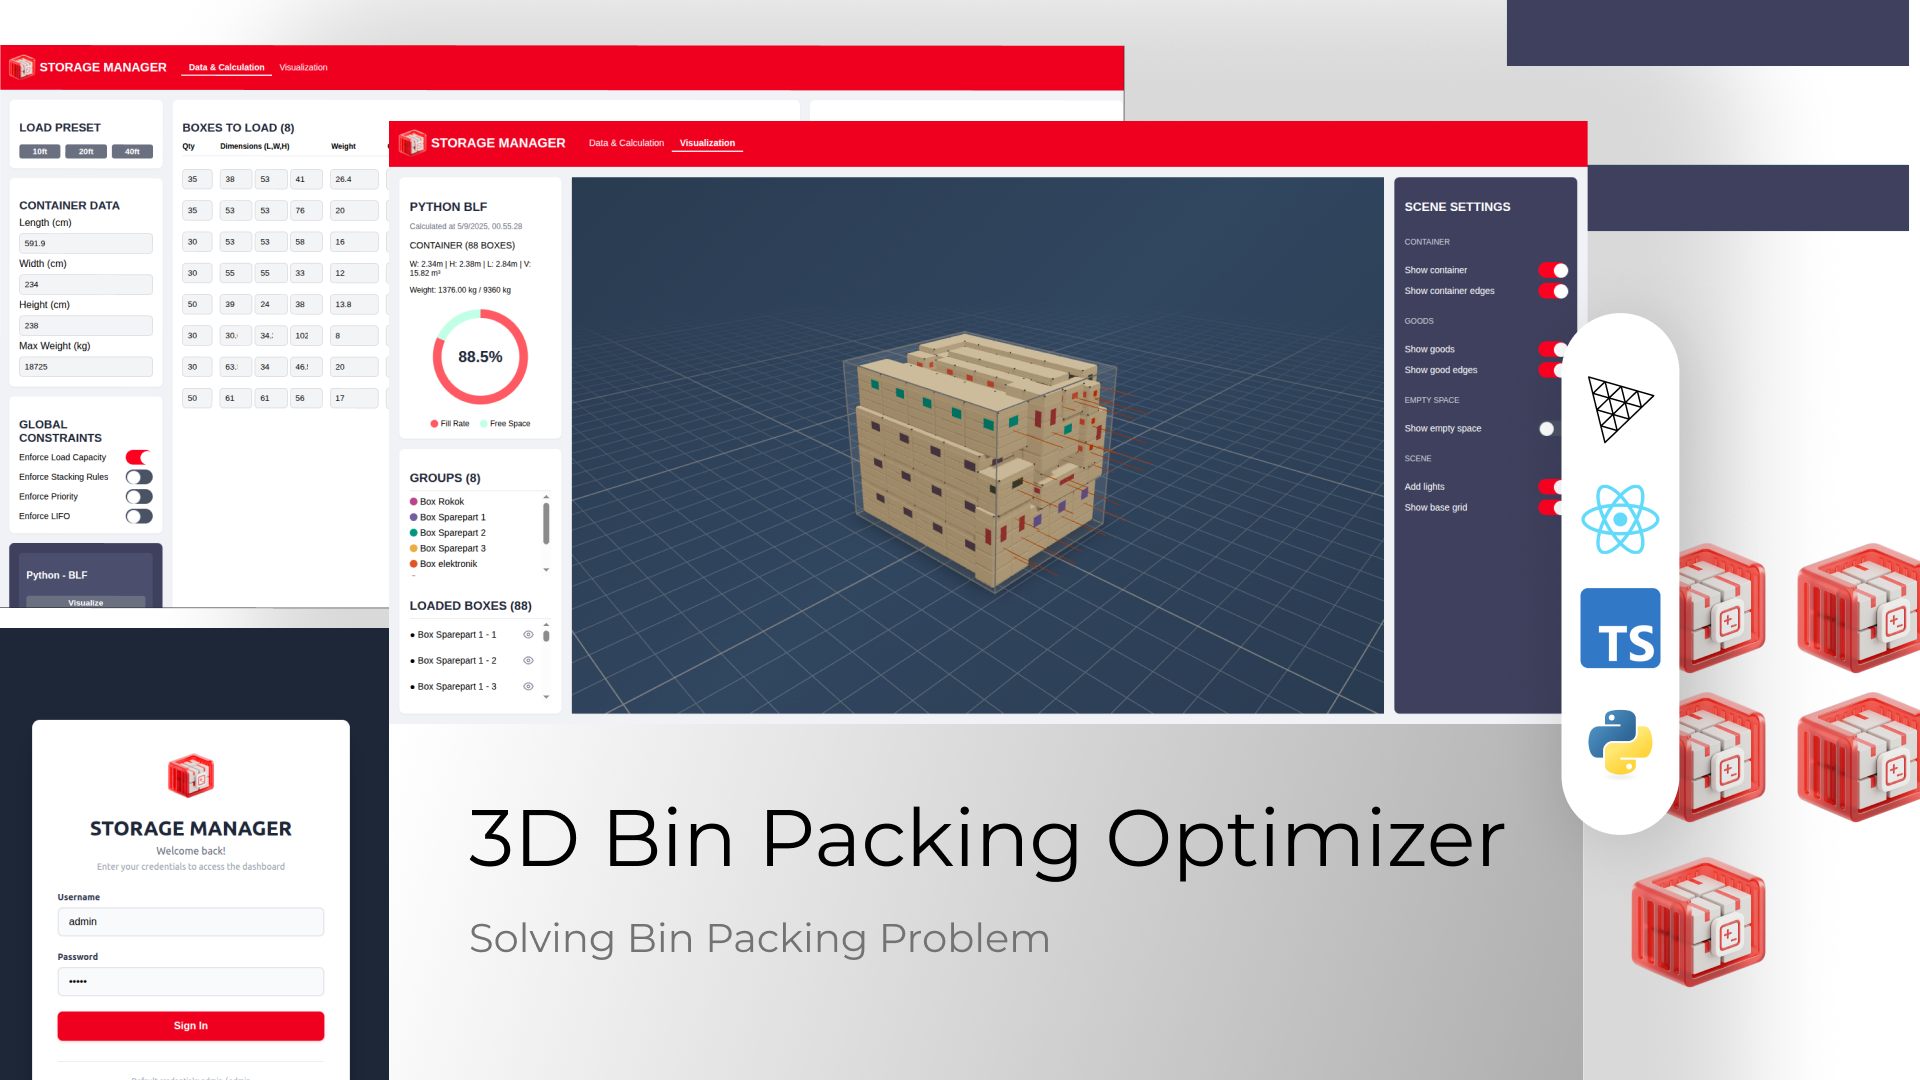 STORAGE MANAGER
Data & Calculation
Visualization
LOAD PRESET
10ft
20ft
40ft
CONTAINER DATA
Length (cm)
591.9
Width (cm)
234
Height (cm)
238
Max Weight (kg)
18725
GLOBAL
CONSTRAINTS
Enforce Load Capacity
Enforce Stacking Rules
Enforce Priority
Enforce LIFO
Python - BLF
Visualize
BOXES TO LOAD (8)
Qty Dimensions (L,W,H) Weight
35 38 53 41 26.4
35 53 53 76 20
30 53 53 58 16
30 55 55 33 12
50 39 24 38 13.8
30 30. 34. 102 8
30 63. 34 46. 20
50 61 61 56 17
STORAGE MANAGER
Data & Calculation
Visualization
PYTHON BLF
Calculated at 5/9/2025, 00.55.28
CONTAINER (88 BOXES)
W: 2.34m | H: 2.38m | L: 2.84m | V:
15.82 m³
Weight: 1376.00 kg / 9360 kg
88.5%
Fill Rate
Free Space
GROUPS (8)
Box Rokok
Box Sparepart 1
Box Sparepart 2
Box Sparepart 3
Box elektronik
LOADED BOXES (88)
Box Sparepart 1 - 1
Box Sparepart 1 - 2
Box Sparepart 1 - 3
SCENE SETTINGS
CONTAINER
Show container
Show container edges
GOODS
Show goods
Show good edges
EMPTY SPACE
Show empty space
SCENE
Add lights
Show base grid
TS
STORAGE MANAGER
Welcome back!
Enter your credentials to access the dashboard
Username
admin
Password
•••••
Sign In
3D Bin Packing Optimizer
Solving Bin Packing Problem